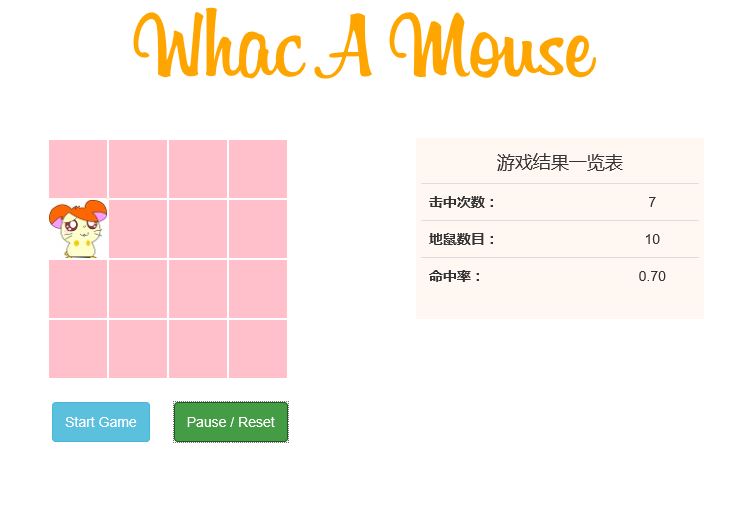 Whac A Mouse
游戏结果一览表
击中次数： 7
地鼠数目： 10
命中率： 0.70
Start Game
Pause / Reset